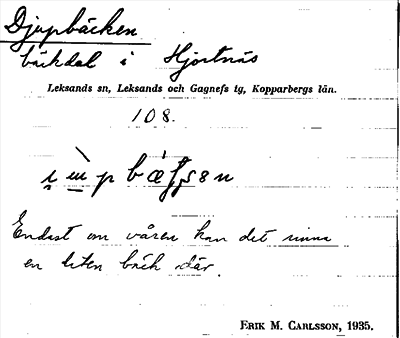 Djupbäcken
bäckdal i Hjortnäs
Leksands sn, Leksands och Gagnefs tg, Kopparbergs län.
108.
Endast om våren kan det rinna
en liten bäck där.
ERIK M. CARLSSON, 1935.